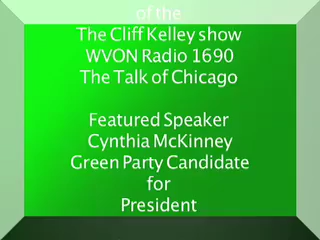 of the
The Cliff Kelley show
WVON Radio 1690
The Talk of Chicago
Featured Speaker
Cynthia McKinney
Green Party Candidate
for
President